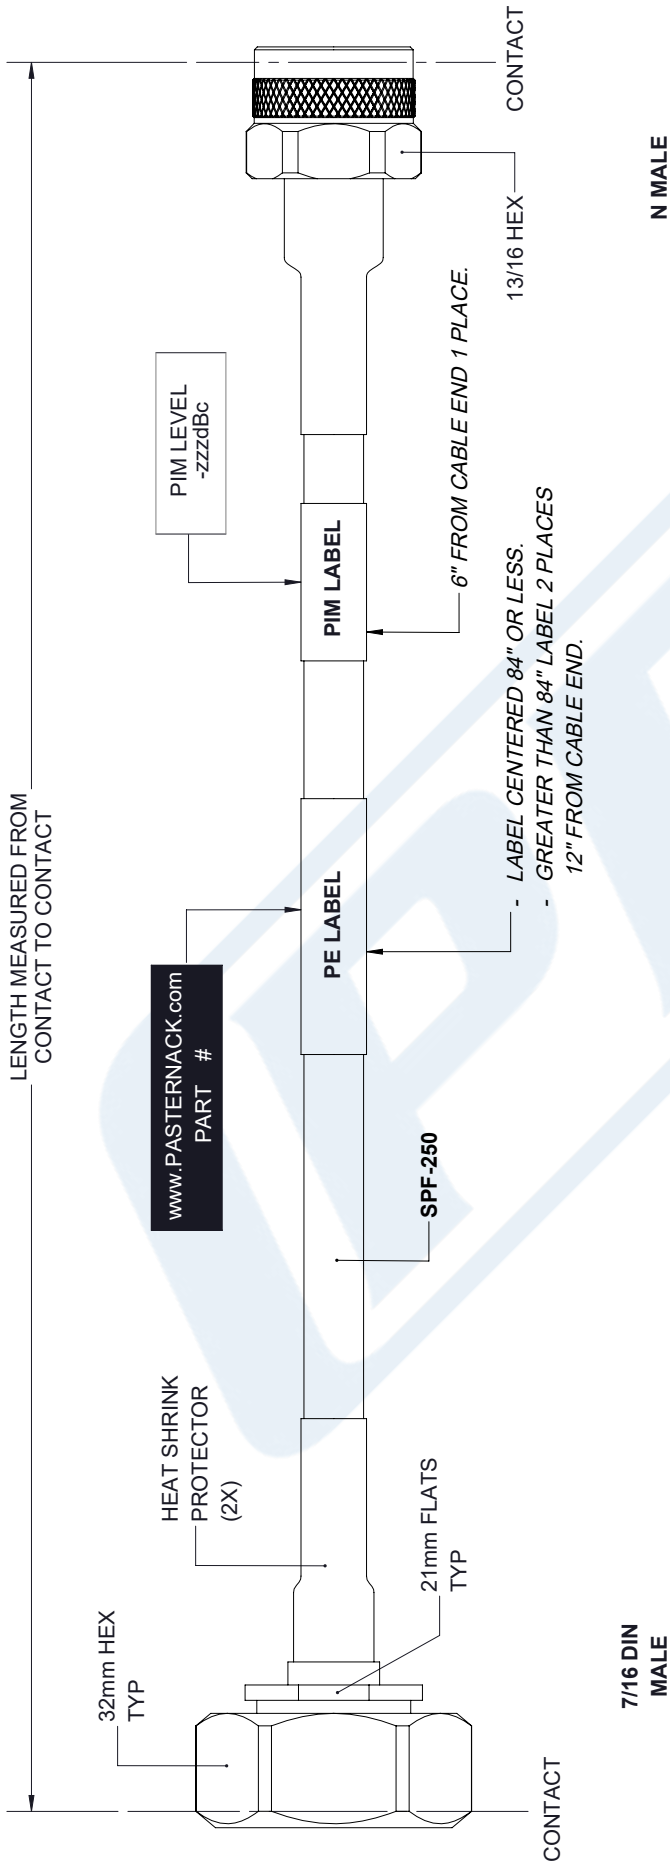 LENGTH MEASURED FROM
CONTACT TO CONTACT
32mm HEX
TYP
HEAT SHRINK
PROTECTOR
(2X)
www.PASTERNACK.com
PART #
PIM LEVEL
-zzzdBc
PE LABEL
PIM LABEL
CONTACT
21mm FLATS
TYP
SPF-250
- LABEL CENTERED 84" OR LESS.
- GREATER THAN 84" LABEL 2 PLACES
12" FROM CABLE END.
6" FROM CABLE END 1 PLACE.
13/16 HEX
CONTACT
7/16 DIN
MALE
N MALE